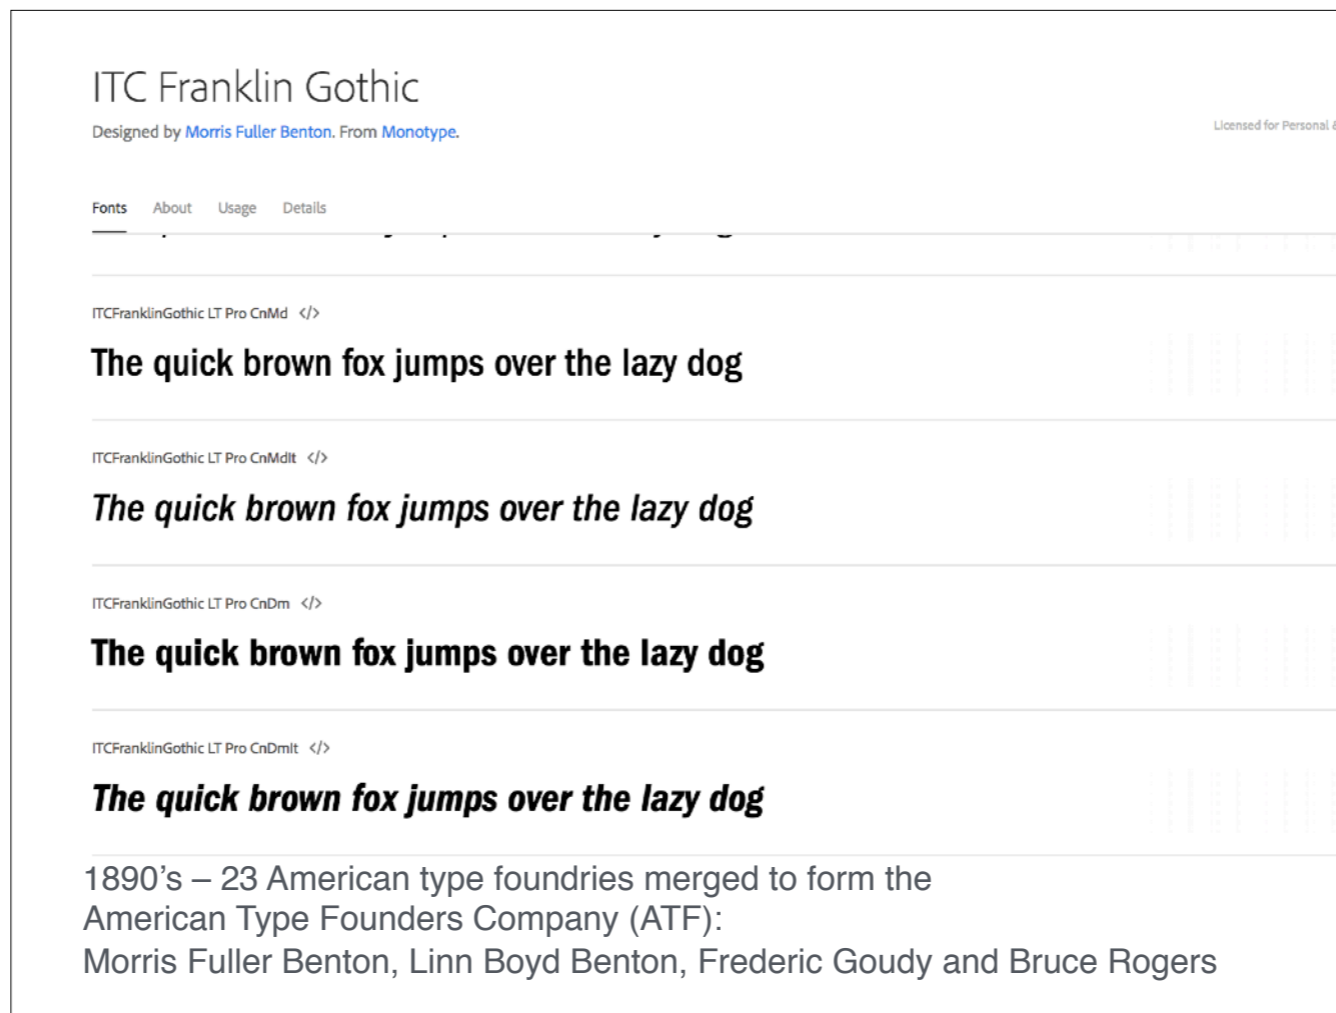 ITC Franklin Gothic
Designed by Morris Fuller Benton. From Monotype.
Licensed for Personal &
Fonts About Usage Details
ITCFranklinGothic LT Pro CnMd </>
The quick brown fox jumps over the lazy dog
ITCFranklinGothic LT Pro CnMdIt </>
The quick brown fox jumps over the lazy dog
ITCFranklinGothic LT Pro CnDm </>
The quick brown fox jumps over the lazy dog
ITCFranklinGothic LT Pro CnDmIt </>
The quick brown fox jumps over the lazy dog
1890’s – 23 American type foundries merged to form the
American Type Founders Company (ATF):
Morris Fuller Benton, Linn Boyd Benton, Frederic Goudy and Bruce Rogers